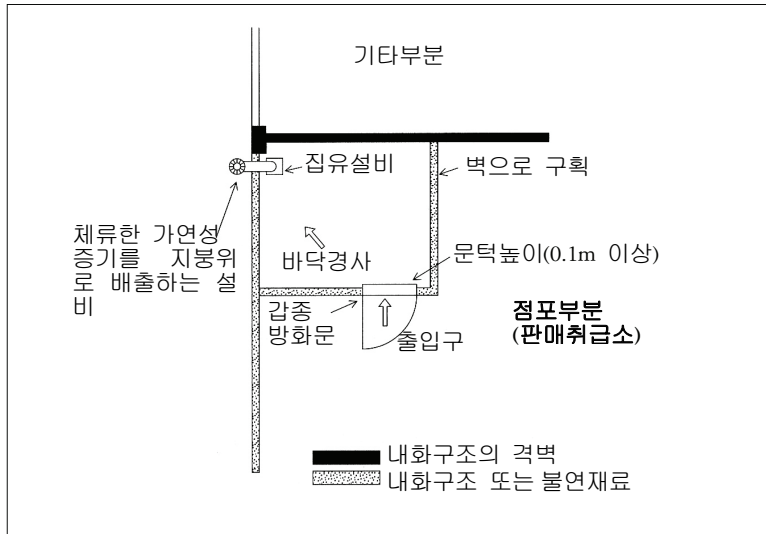 기타부분
집유설비
벽으로 구획
체류한 가연성
증기를 지붕위
로 배출하는 설
비
바닥경사
문턱높이(0.1m 이상)
갑종
방화문
출입구
점포부분
(판매취급소)
내화구조의 격벽
내화구조 또는 불연재료